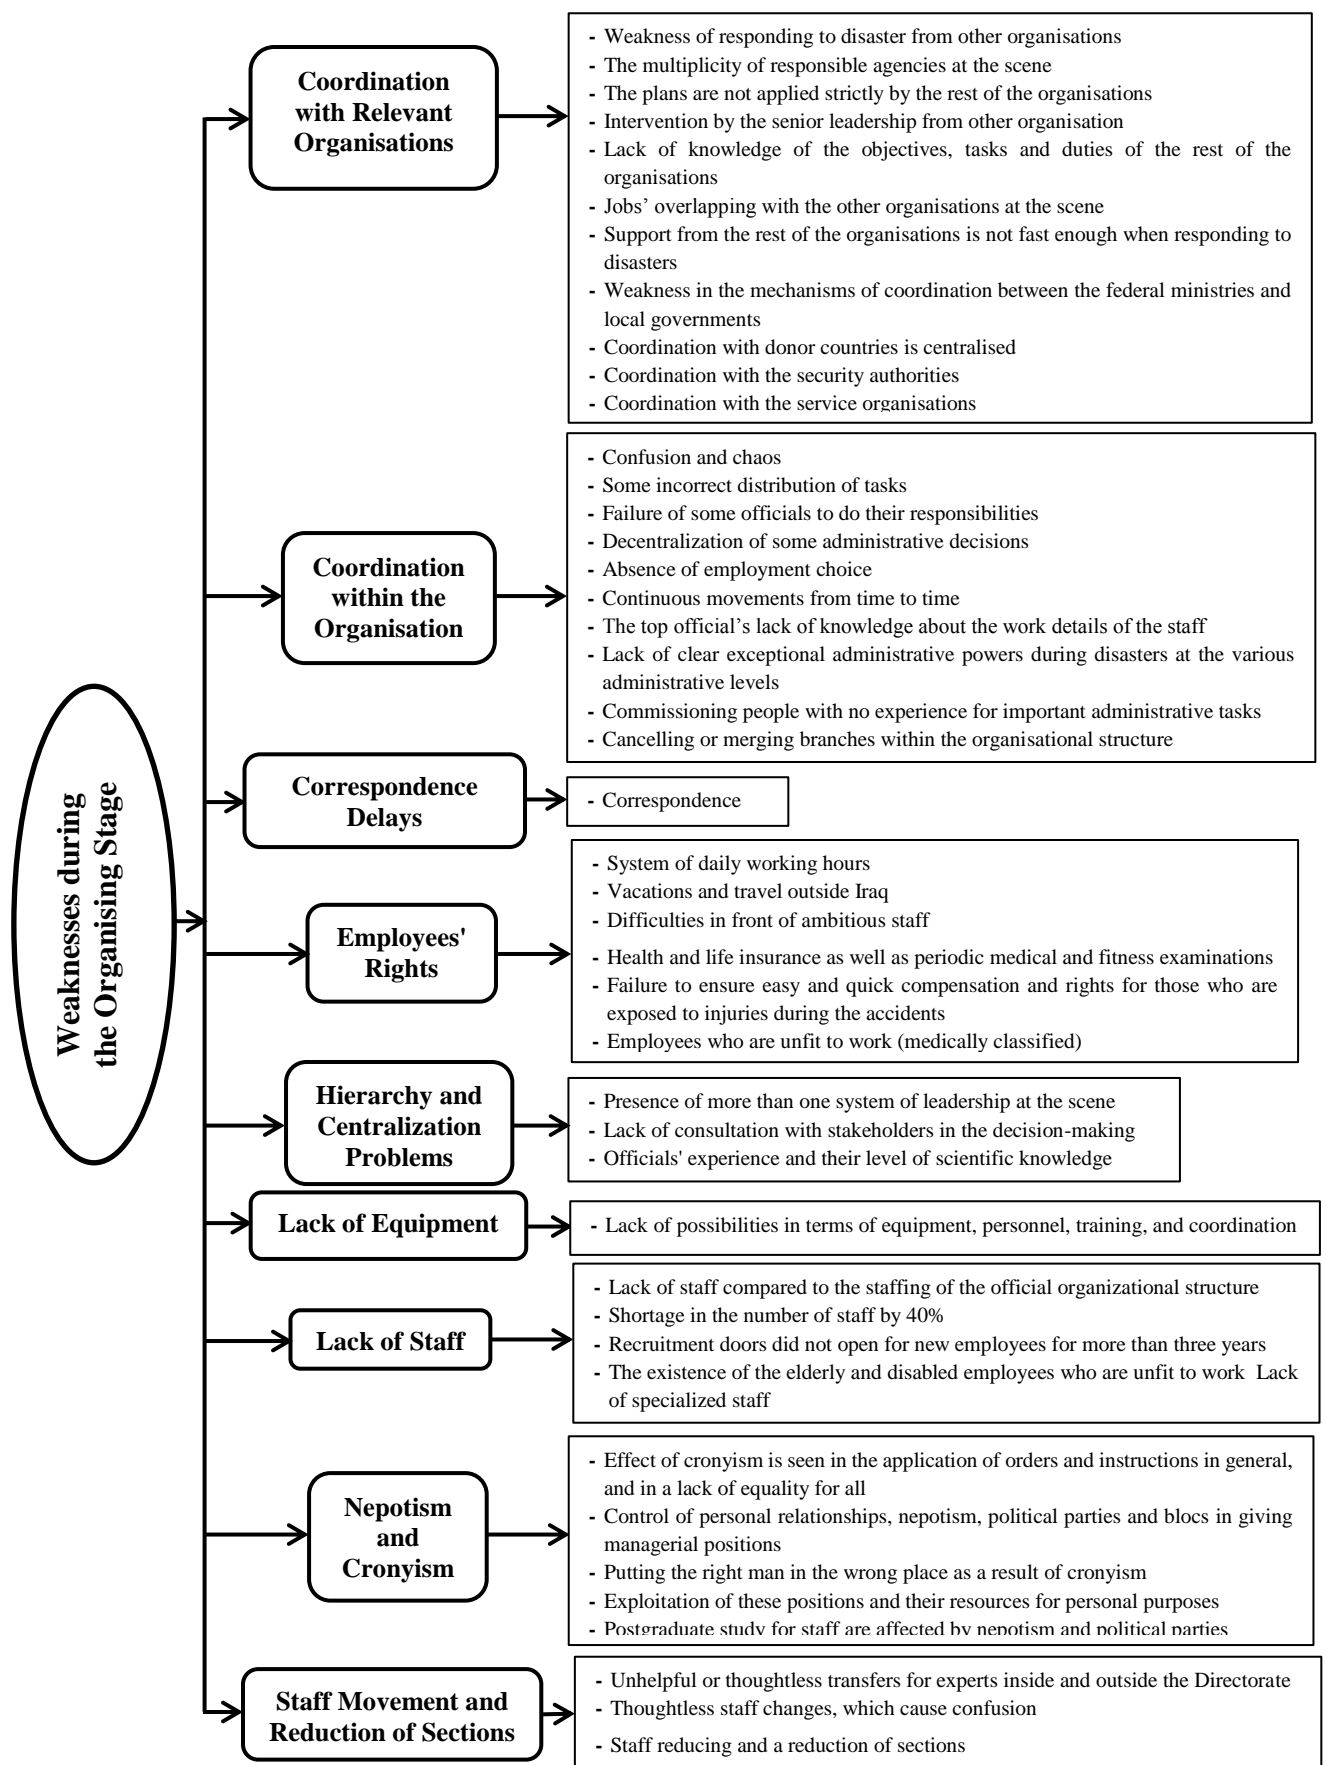 Weaknesses during
the Organising Stage
Coordination
with Relevant
Organisations
- Weakness of responding to disaster from other organisations
- The multiplicity of responsible agencies at the scene
- The plans are not applied strictly by the rest of the organisations
- Intervention by the senior leadership from other organisation
- Lack of knowledge of the objectives, tasks and duties of the rest of the
organisations
- Jobs’ overlapping with the other organisations at the scene
- Support from the rest of the organisations is not fast enough when responding to
disasters
- Weakness in the mechanisms of coordination between the federal ministries and
local governments
- Coordination with donor countries is centralised
- Coordination with the security authorities
- Coordination with the service organisations
Coordination
within the
Organisation
- Confusion and chaos
- Some incorrect distribution of tasks
- Failure of some officials to do their responsibilities
- Decentralization of some administrative decisions
- Absence of employment choice
- Continuous movements from time to time
- The top official’s lack of knowledge about the work details of the staff
- Lack of clear exceptional administrative powers during disasters at the various
administrative levels
- Commissioning people with no experience for important administrative tasks
- Cancelling or merging branches within the organisational structure
Correspondence
Delays
- Correspondence
Employees'
Rights
- System of daily working hours
- Vacations and travel outside Iraq
- Difficulties in front of ambitious staff
- Health and life insurance as well as periodic medical and fitness examinations
- Failure to ensure easy and quick compensation and rights for those who are
exposed to injuries during the accidents
- Employees who are unfit to work (medically classified)
Hierarchy and
Centralization
Problems
- Presence of more than one system of leadership at the scene
- Lack of consultation with stakeholders in the decision-making
- Officials' experience and their level of scientific knowledge
Lack of Equipment
- Lack of possibilities in terms of equipment, personnel, training, and coordination
Lack of Staff
- Lack of staff compared to the staffing of the official organizational structure
- Shortage in the number of staff by 40%
- Recruitment doors did not open for new employees for more than three years
- The existence of the elderly and disabled employees who are unfit to work Lack
of specialized staff
Nepotism
and
Cronyism
- Effect of cronyism is seen in the application of orders and instructions in general,
and in a lack of equality for all
- Control of personal relationships, nepotism, political parties and blocs in giving
managerial positions
- Putting the right man in the wrong place as a result of cronyism
- Exploitation of these positions and their resources for personal purposes
- Postgraduate study for staff are affected by nepotism and political parties
Staff Movement and
Reduction of Sections
- Unhelpful or thoughtless transfers for experts inside and outside the Directorate
- Thoughtless staff changes, which cause confusion
- Staff reducing and a reduction of sections